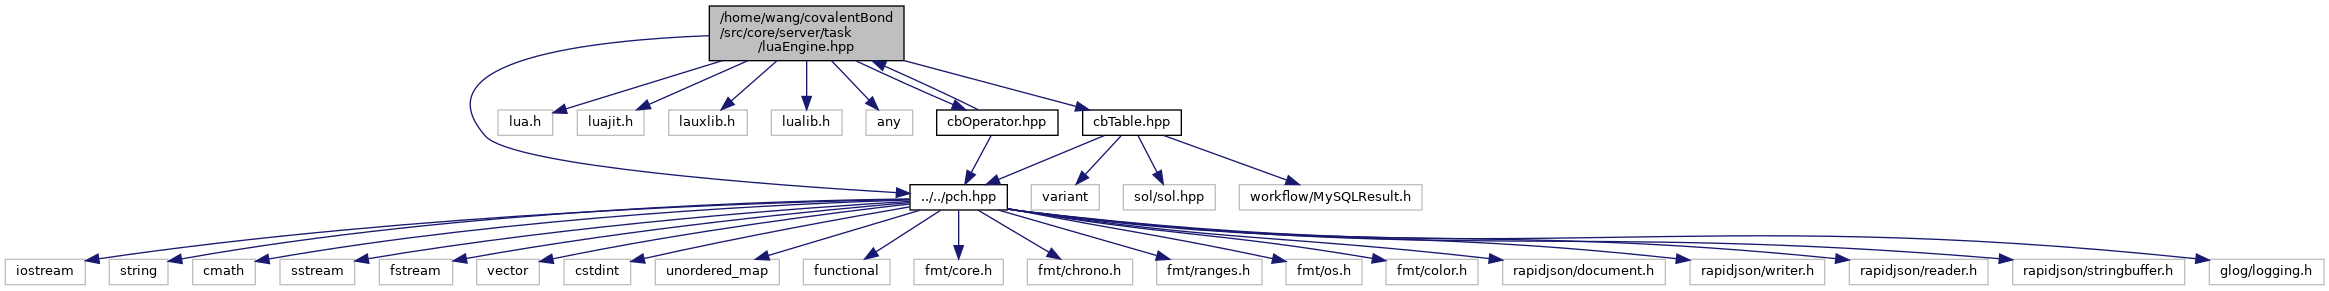 /home/wang/covalentBond
/src/core/server/task
/luaEngine.hpp
lua.h
luajit.h
lauxlib.h
lualib.h
any
cbOperator.hpp
cbTable.hpp
../../pch.hpp
variant
sol/sol.hpp
workflow/MySQLResult.h
iostream
string
cmath
sstream
fstream
vector
cstdint
unordered_map
functional
fmt/core.h
fmt/chrono.h
fmt/ranges.h
fmt/os.h
fmt/color.h
rapidjson/document.h
rapidjson/writer.h
rapidjson/reader.h
rapidjson/stringbuffer.h
glog/logging.h